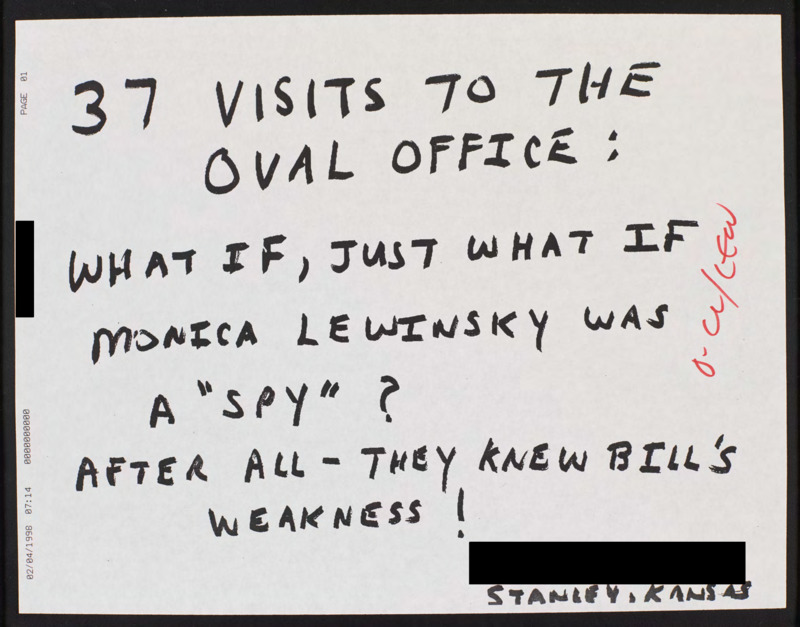 37 VISITS TO THE
OVAL OFFICE :
WHAT IF, JUST WHAT IF
MONICA LEWINSKY WAS
A "SPY" ?
AFTER ALL - THEY KNEW BILL'S
WEAKNESS !
STANLEY, KANSAS
PAGE 01
02/04/1998 07:14 0000000000